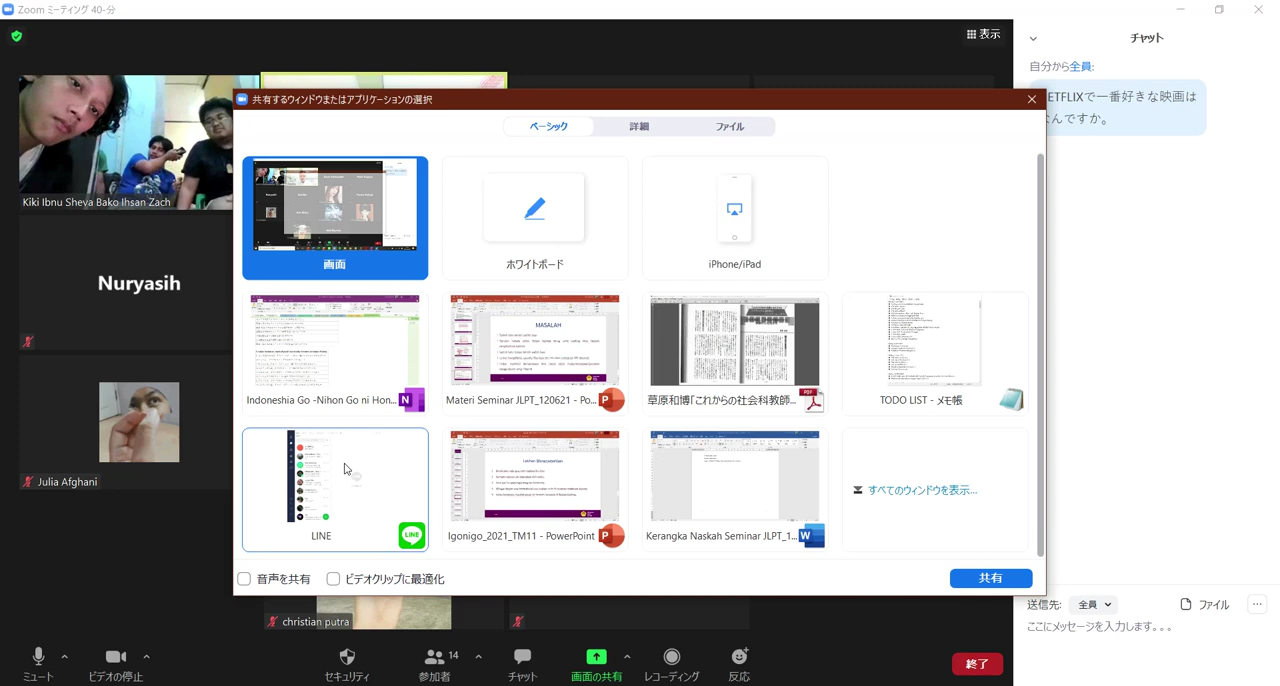 Zoom ミーティング 40-分
表示
チャット
自分から全員:
ETFLIXで一番好きな映画は
んですか。
Kiki Ibnu Sheva Bako Ihsan Zach
Nuryasih
Julia Afghani
共有するウィンドウまたはアプリケーションの選択
ベーシック 詳細 ファイル
画面
ホワイトボード
iPhone/iPad
MASALAH
Indoneshia Go -Nihon Go ni Hon...
Materi Seminar JLPT_120621 - Po...
草原和博「これからの社会科教師...
TODO LIST - メモ帳
LINE
LINE
Igonigo_2021_TM11 - PowerPoint
Kerangka Naskah Seminar JLPT_1...
すべてのウィンドウを表示...
音声を共有 ビデオクリップに最適化
共有
christian putra
送信先: 全員 ファイル
ここにメッセージを入力します。。。
ミュート ビデオの停止 セキュリティ 14 参加者 チャット 画面の共有 レコーディング 反応 終了